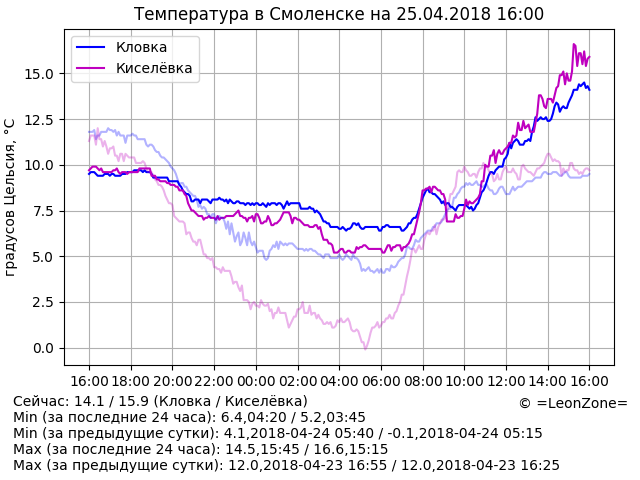 Температура в Смоленске на 25.04.2018 16:00
Кловка
Киселёвка
градусов Цельсия, °C
15.0
12.5
10.0
7.5
5.0
2.5
0.0
16:00 18:00 20:00 22:00 00:00 02:00 04:00 06:00 08:00 10:00 12:00 14:00 16:00
Сейчас: 14.1 / 15.9 (Кловка / Киселёвка)
© =LeonZone=
Min (за последние 24 часа): 6.4,04:20 / 5.2,03:45
Min (за предыдущие сутки): 4.1,2018-04-24 05:40 / -0.1,2018-04-24 05:15
Max (за последние 24 часа): 14.5,15:45 / 16.6,15:15
Max (за предыдущие сутки): 12.0,2018-04-23 16:55 / 12.0,2018-04-23 16:25